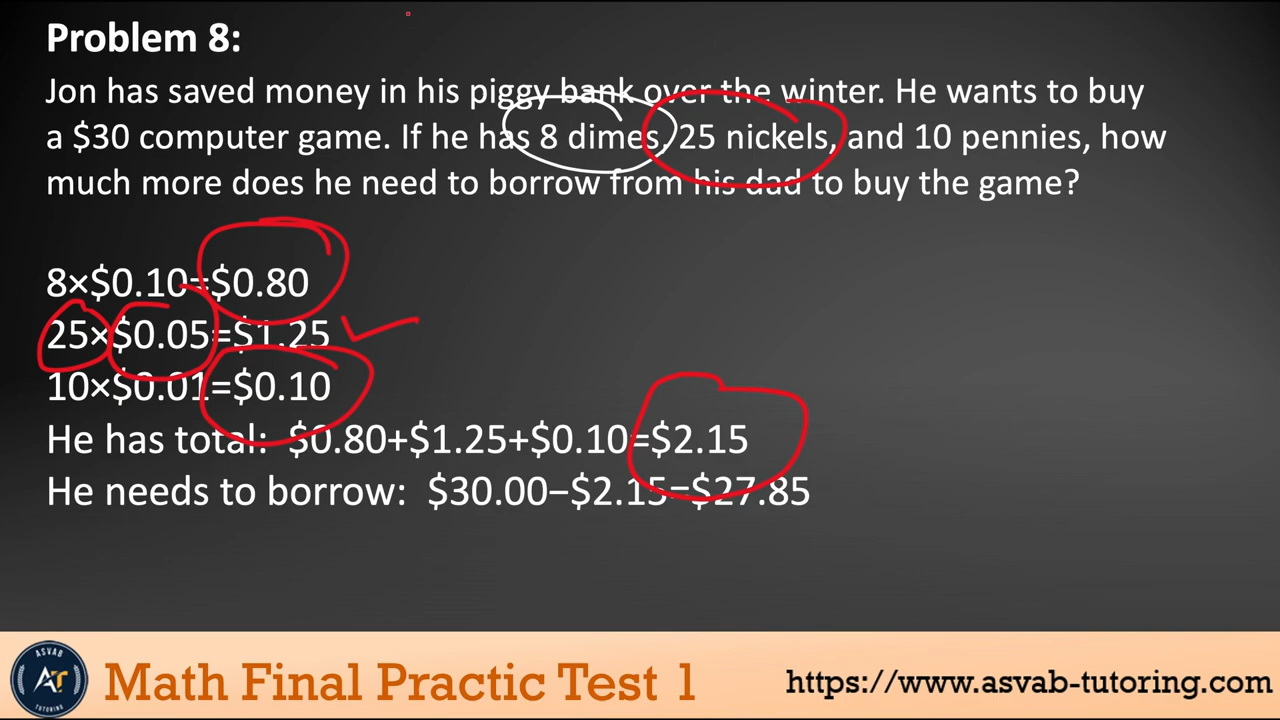 Problem 8:
Jon has saved money in his piggy bank over the winter. He wants to buy
a $30 computer game. If he has 8 dimes, 25 nickels, and 10 pennies, how
much more does he need to borrow from his dad to buy the game?
8×$0.10=$0.80
25×$0.05=$1.25
10×$0.01=$0.10
He has total: $0.80+$1.25+$0.10=$2.15
He needs to borrow: $30.00−$2.15=$27.85
ASVAB
AT
TUTORING
Math Final Practic Test 1
https://www.asvab-tutoring.com